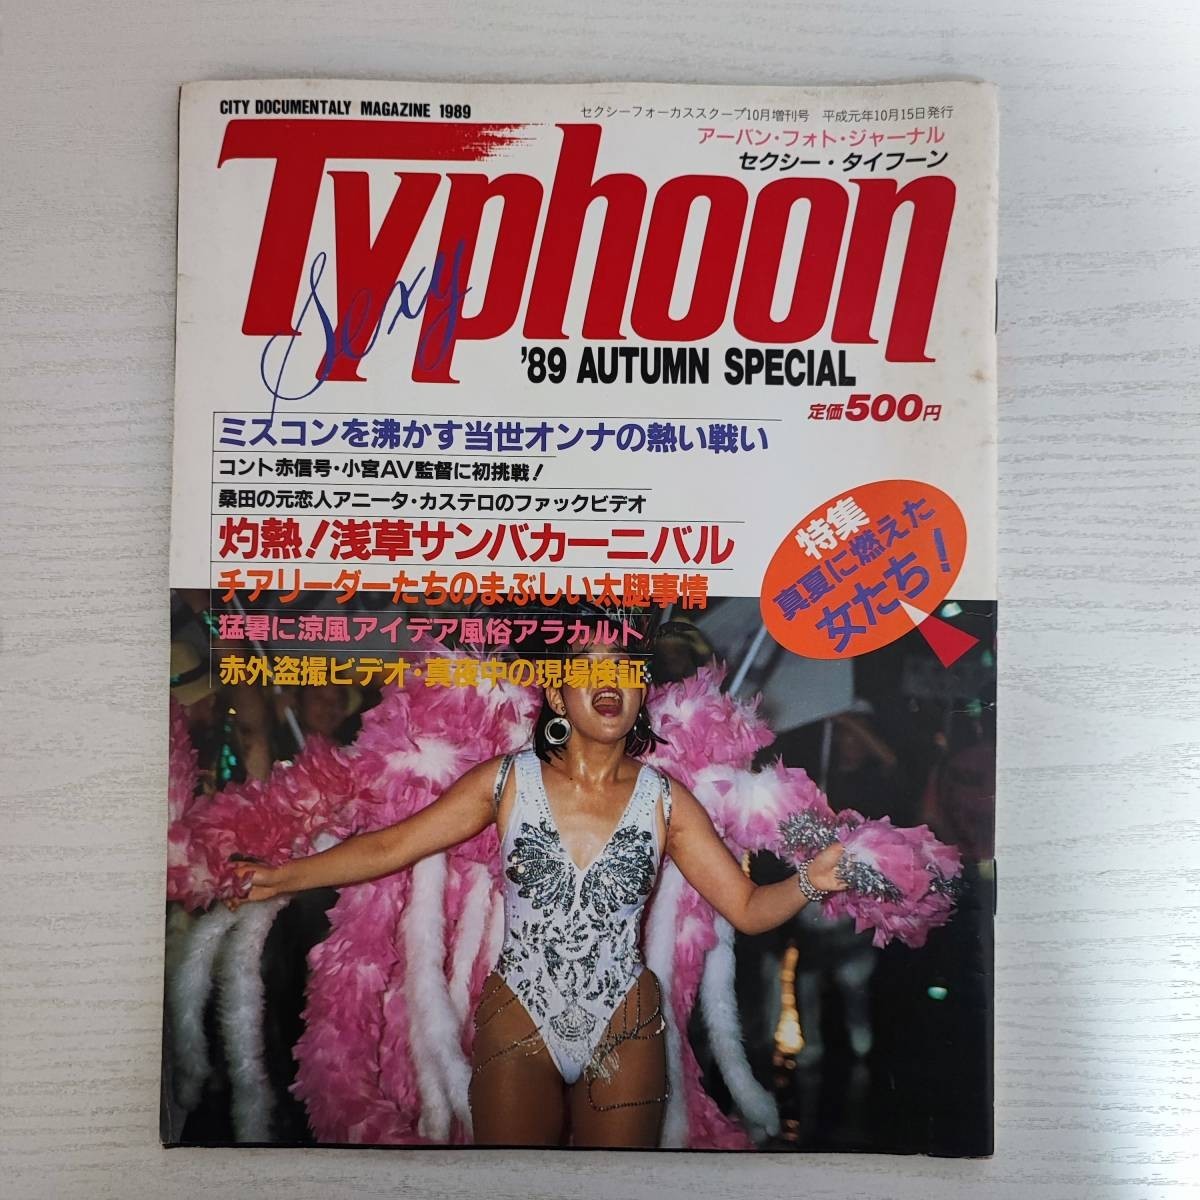 CITY DOCUMENTALY MAGAZINE 1989
セクシーフォーカススクープ10月増刊号 平成元年10月15日発行
アーバン・フォト・ジャーナル
セクシー・タイフーン
Typhoon
Sexy
'89 AUTUMN SPECIAL
定価500円
ミスコンを沸かす当世オンナの熱い戦い
コント赤信号・小宮AV監督に初挑戦!
桑田の元恋人アニータ・カステロのファックビデオ
灼熱!浅草サンバカーニバル
チアリーダーたちのまぶしい太腿事情
猛暑に涼風アイデア風俗アラカルト
赤外盗撮ビデオ・真夜中の現場検証
特集
真夏に燃えた
女たち!